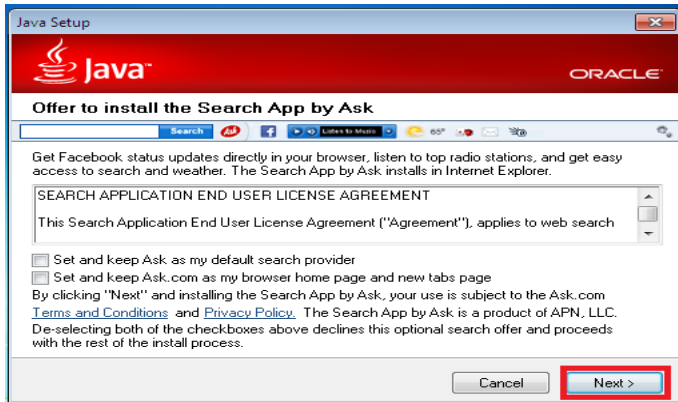 Java Setup
Java™
ORACLE
Offer to install the Search App by Ask
Search Ask Listen to Music 65°
Get Facebook status updates directly in your browser, listen to top radio stations, and get easy
access to search and weather. The Search App by Ask installs in Internet Explorer.
SEARCH APPLICATION END USER LICENSE AGREEMENT
This Search Application End User License Agreement ("Agreement"), applies to web search
Set and keep Ask as my default search provider
Set and keep Ask.com as my browser home page and new tabs page
By clicking "Next" and installing the Search App by Ask, your use is subject to the Ask.com
Terms and Conditions and Privacy Policy. The Search App by Ask is a product of APN, LLC.
De-selecting both of the checkboxes above declines this optional search offer and proceeds
with the rest of the install process.
Cancel Next >